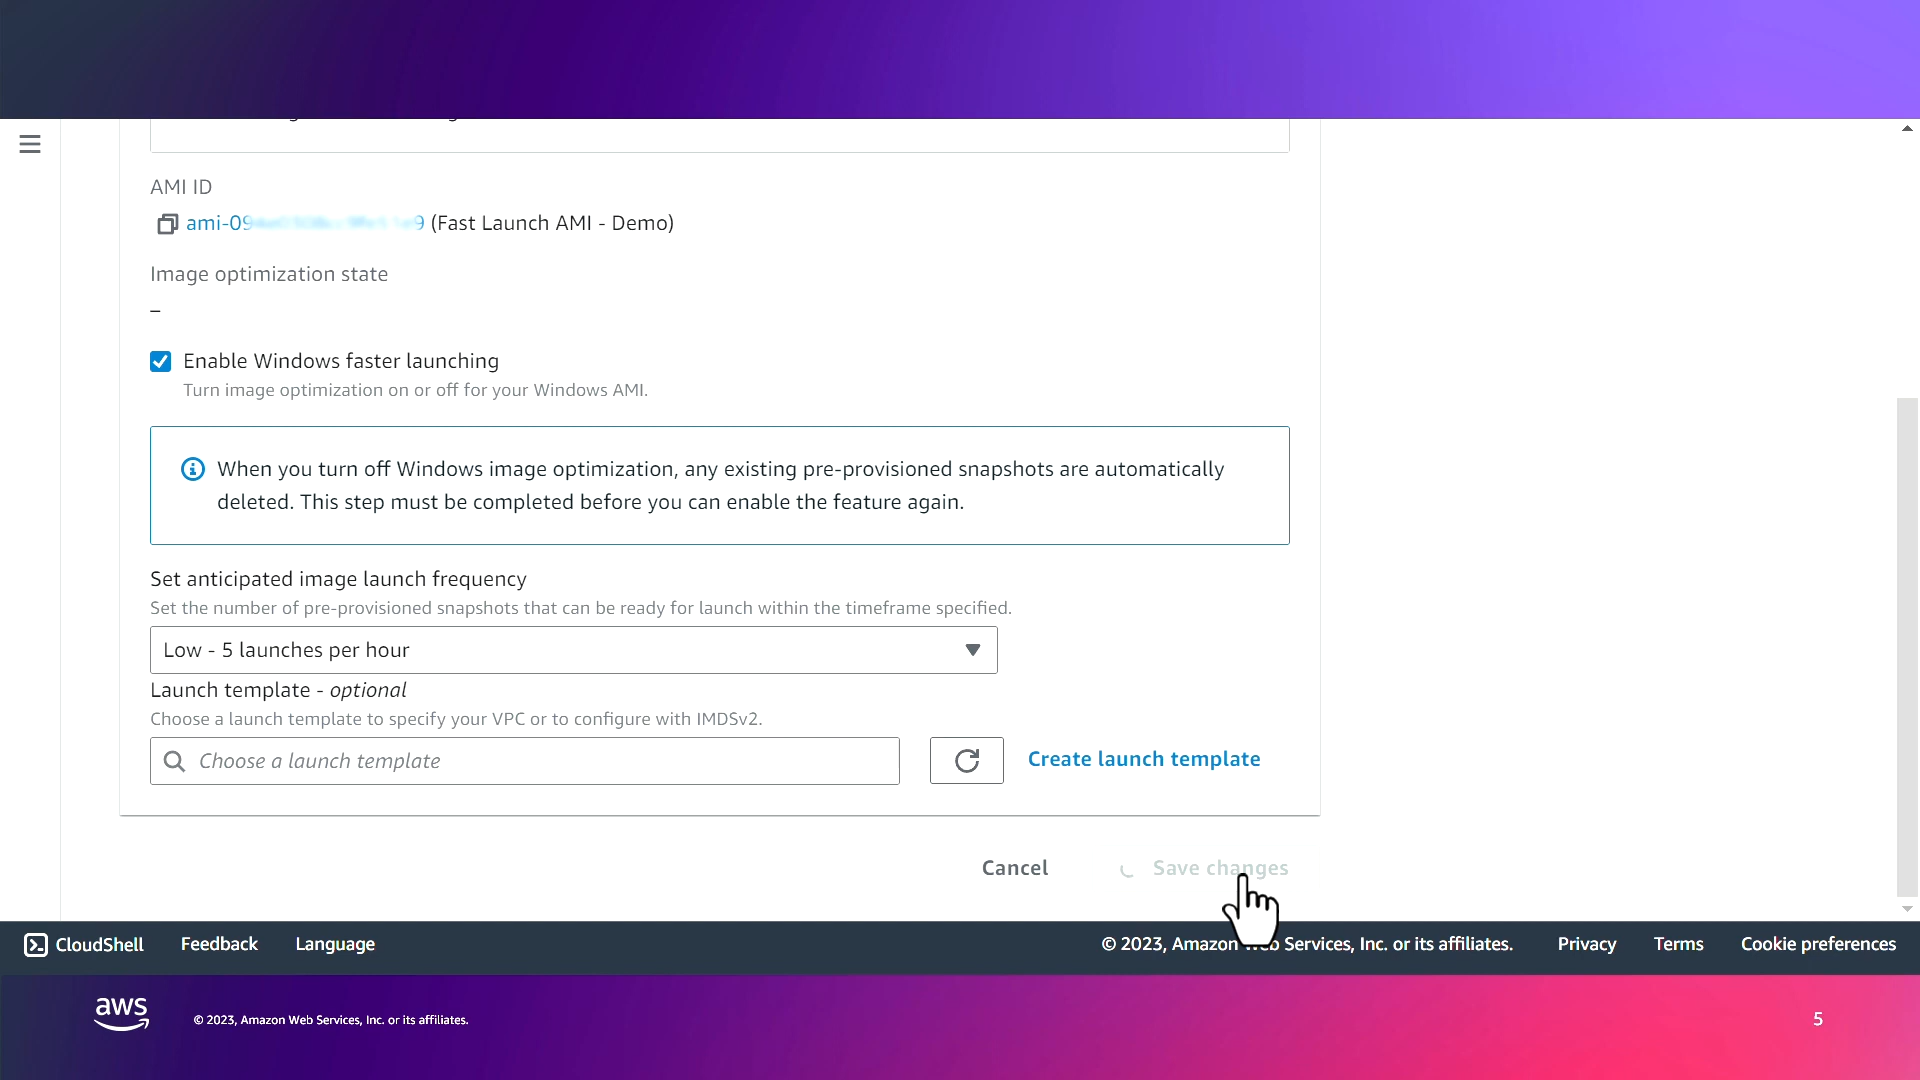 AMI ID
(Fast Launch AMI - Demo)
Image optimization state
–
Enable Windows faster launching
Turn image optimization on or off for your Windows AMI.
When you turn off Windows image optimization, any existing pre-provisioned snapshots are automatically
deleted. This step must be completed before you can enable the feature again.
Set anticipated image launch frequency
Set the number of pre-provisioned snapshots that can be ready for launch within the timeframe specified.
Low - 5 launches per hour
Launch template - optional
Choose a launch template to specify your VPC or to configure with IMDSv2.
Choose a launch template
Create launch template
Cancel
Save changes
CloudShell Feedback Language
© 2023, Amazon Services, Inc. or its affiliates. Privacy Terms Cookie preferences
aws
© 2023, Amazon Web Services, Inc. or its affiliates.
5